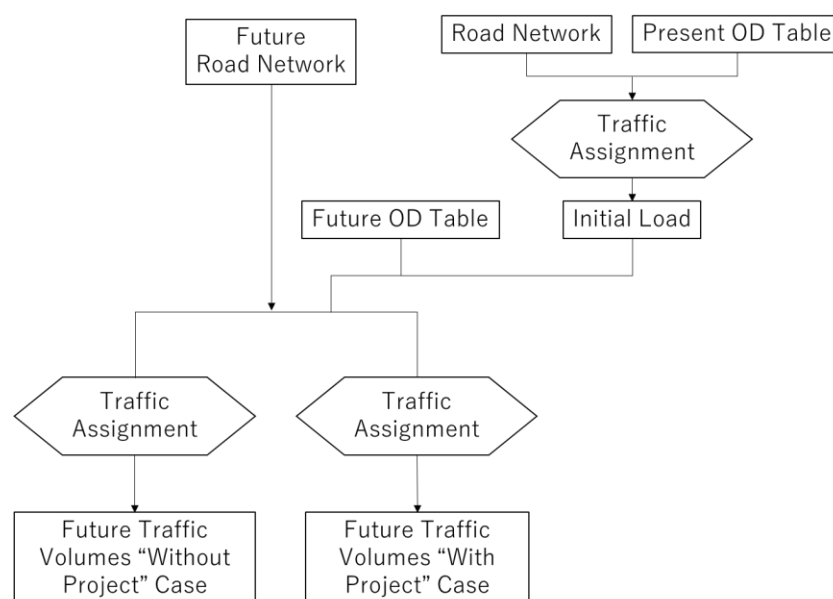 Future
Road Network
Road Network
Present OD Table
Traffic
Assignment
Future OD Table
Initial Load
Traffic
Assignment
Traffic
Assignment
Future Traffic
Volumes “Without
Project” Case
Future Traffic
Volumes “With
Project” Case